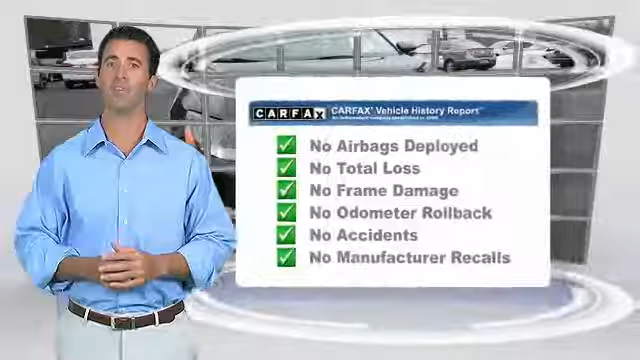 CARFAX CARFAX Vehicle History Report™
No Airbags Deployed
No Total Loss
No Frame Damage
No Odometer Rollback
No Accidents
No Manufacturer Recalls